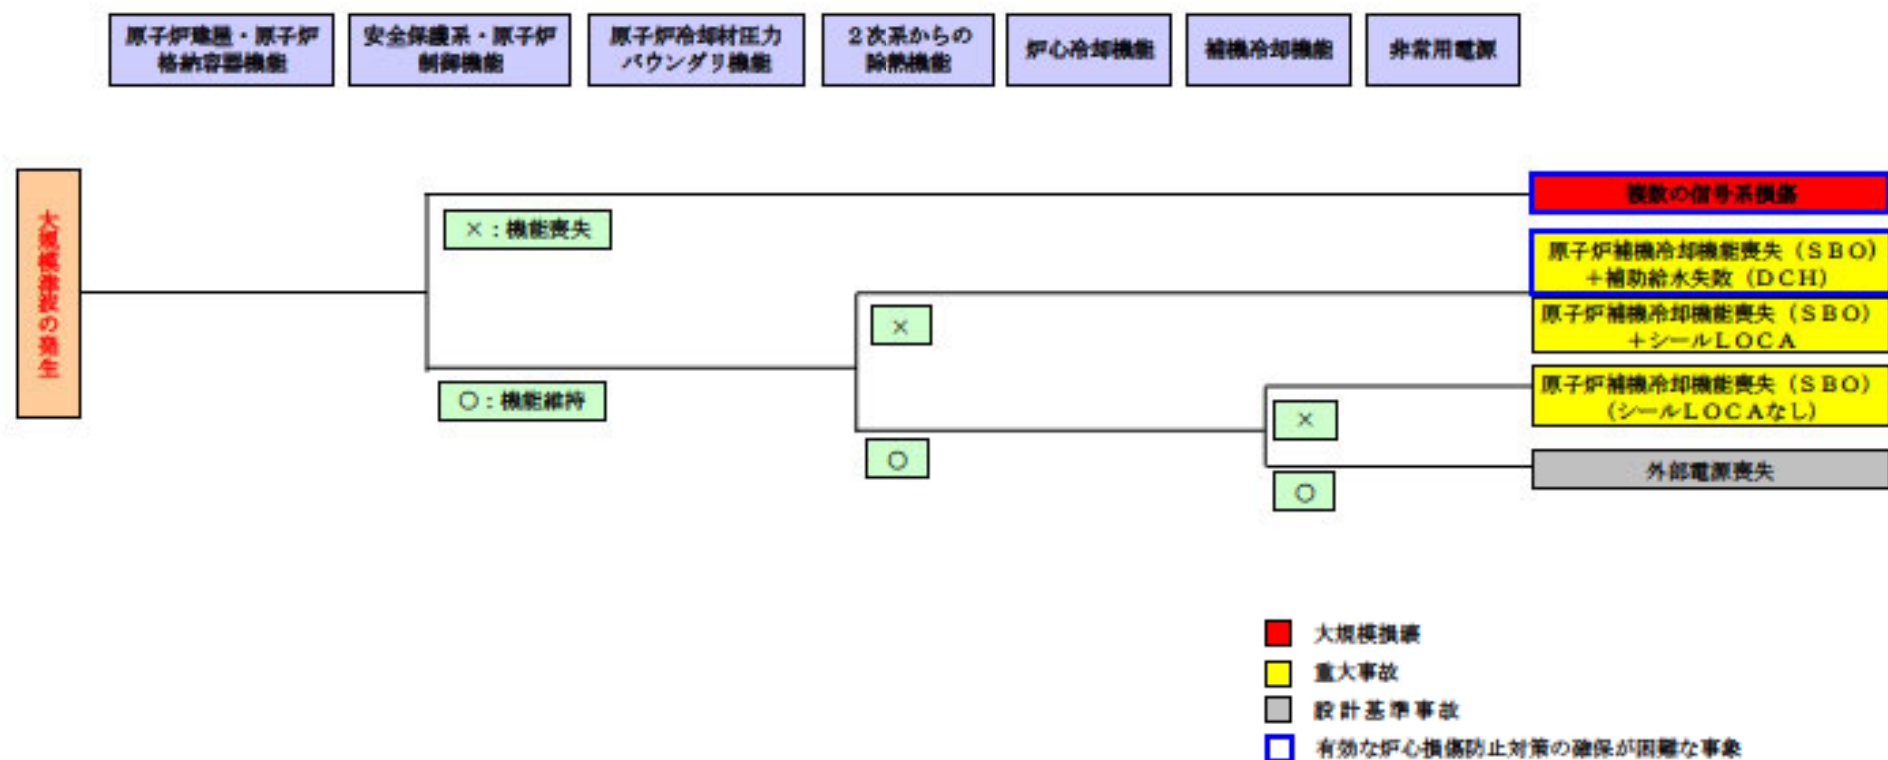 原子炉建屋・原子炉
格納容器機能
安全保護系・原子炉
制御機能
原子炉冷却材圧力
バウンダリ機能
２次系からの
除熱機能
炉心冷却機能
補機冷却機能
非常用電源
大規模津波の発生
×：機能喪失
○：機能維持
×
○
×
○
複数の信号系損傷
原子炉補機冷却機能喪失（ＳＢＯ）
＋補助給水失敗（ＤＣＨ）
原子炉補機冷却機能喪失（ＳＢＯ）
＋シールＬＯＣＡ
原子炉補機冷却機能喪失（ＳＢＯ）
（シールＬＯＣＡなし）
外部電源喪失
大規模損壊
重大事故
設計基準事故
有効な炉心損傷防止対策の確保が困難な事象